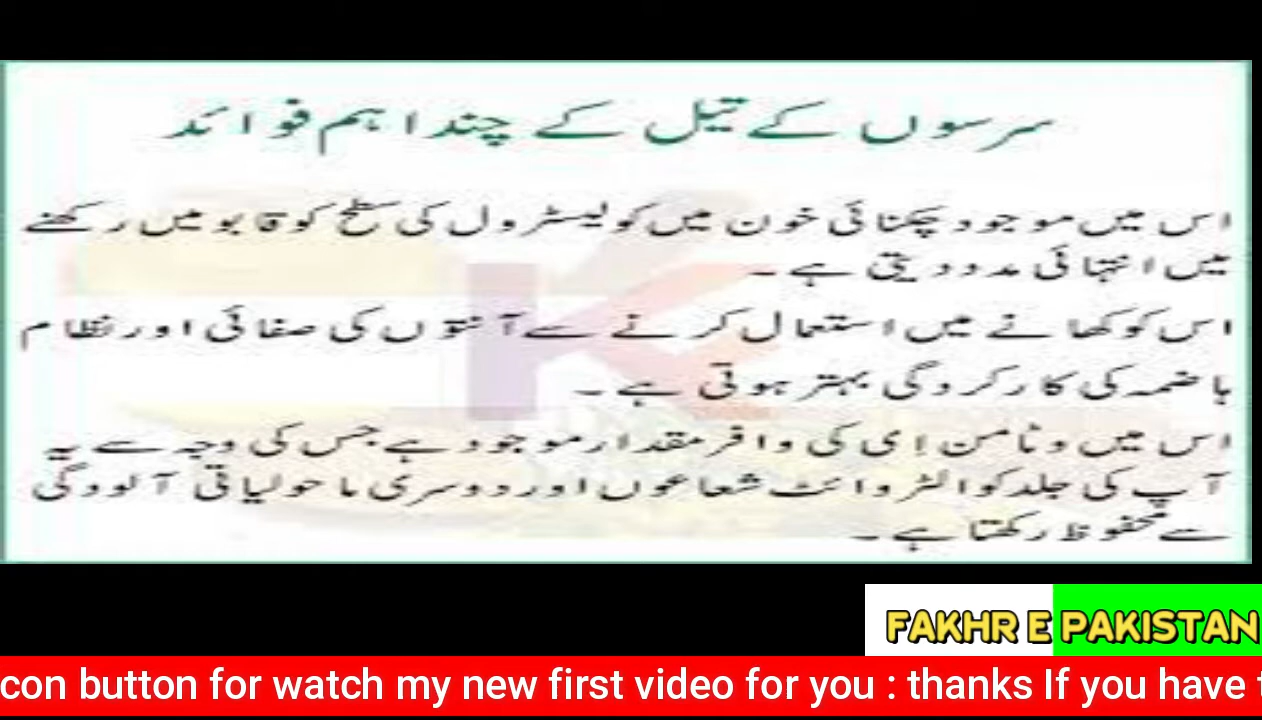 سرسوں کے تیل کے چند اہم فوائد
اس میں موجود چکنائی خون میں کولیسٹرول کی سطح کو قابو میں رکھنے
میں انتہائی مدد دیتی ہے۔
اس کو کھانے میں استعمال کرنے سے آنتوں کی صفائی اور نظام
ہاضمہ کی کارکردگی بہتر ہوتی ہے۔
اس میں وٹامن ای کی وافر مقدار موجود ہے جس کی وجہ سے یہ
آپ کی جلد کو الٹروائٹ شعاعوں اور دوسری ماحولیاتی آلودگی
سے محفوظ رکھتا ہے۔
FAKHR E PAKISTAN
con button for watch my new first video for you : thanks If you have t